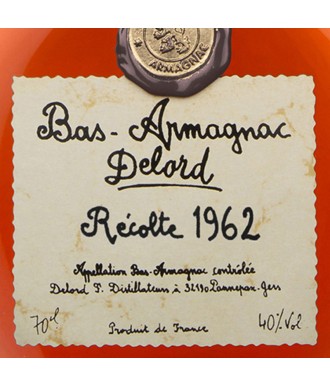 ARMAGNAC
Bas-Armagnac
Delord
Récolte 1962
Appellation Bas-Armagnac contrôlée
Delord F. Distillateurs à 32190 Lannepax-Gers
70cl 40% Vol
Produit de France